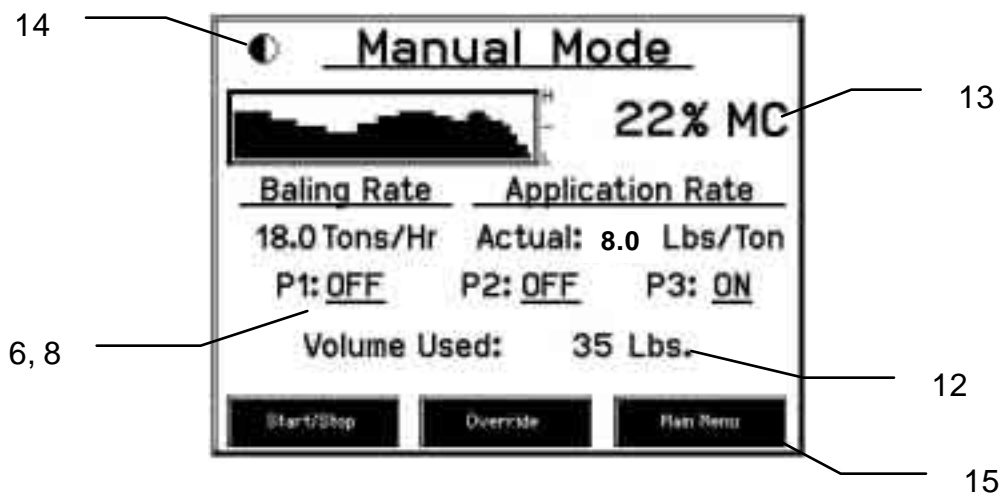 14
Manual Mode
H
22% MC
13
Baling Rate Application Rate
18.0 Tons/Hr Actual: 8.0 Lbs/Ton
P1: OFF P2: OFF P3: ON
6, 8
Volume Used: 35 Lbs.
12
Start/Stop Override Main Menu
15